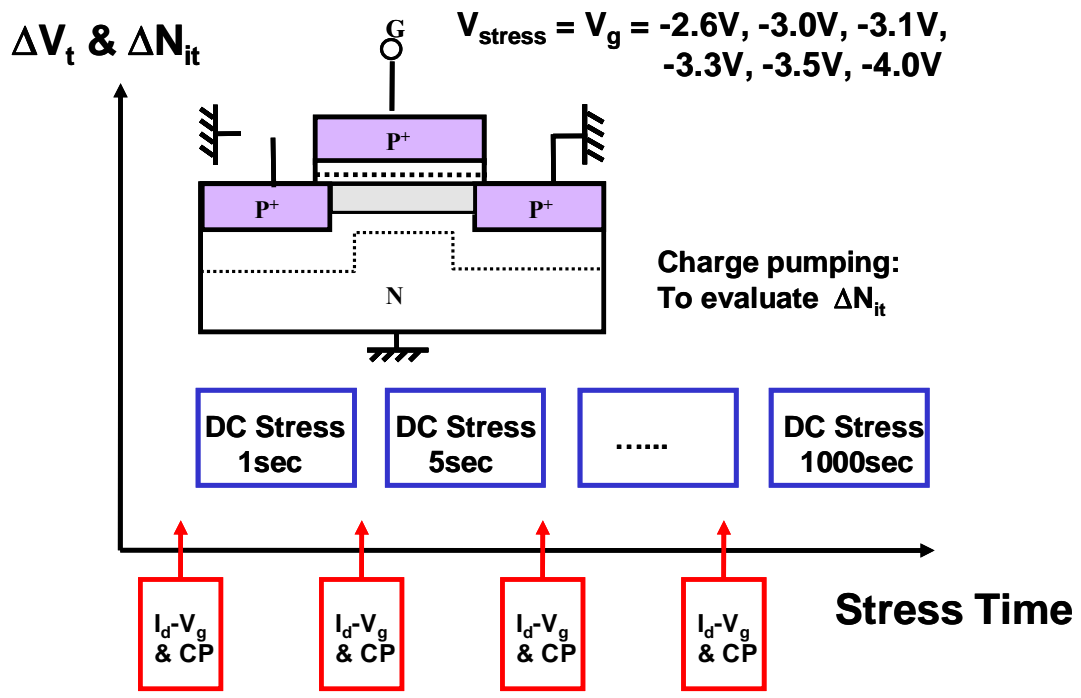 ΔVt & ΔNit
G
Vstress = Vg = -2.6V, -3.0V, -3.1V,
-3.3V, -3.5V, -4.0V
P+
P+
P+
N
Charge pumping:
To evaluate ΔNit
DC Stress
1sec
DC Stress
5sec
…...
DC Stress
1000sec
Id-Vg
& CP
Id-Vg
& CP
Id-Vg
& CP
Id-Vg
& CP
Stress Time